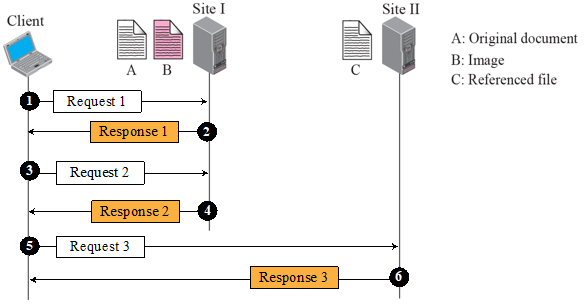 Client
Site I
Site II
A
B
C
A: Original document
B: Image
C: Referenced file
1 Request 1
Response 1 2
3 Request 2
Response 2 4
5 Request 3
Response 3 6